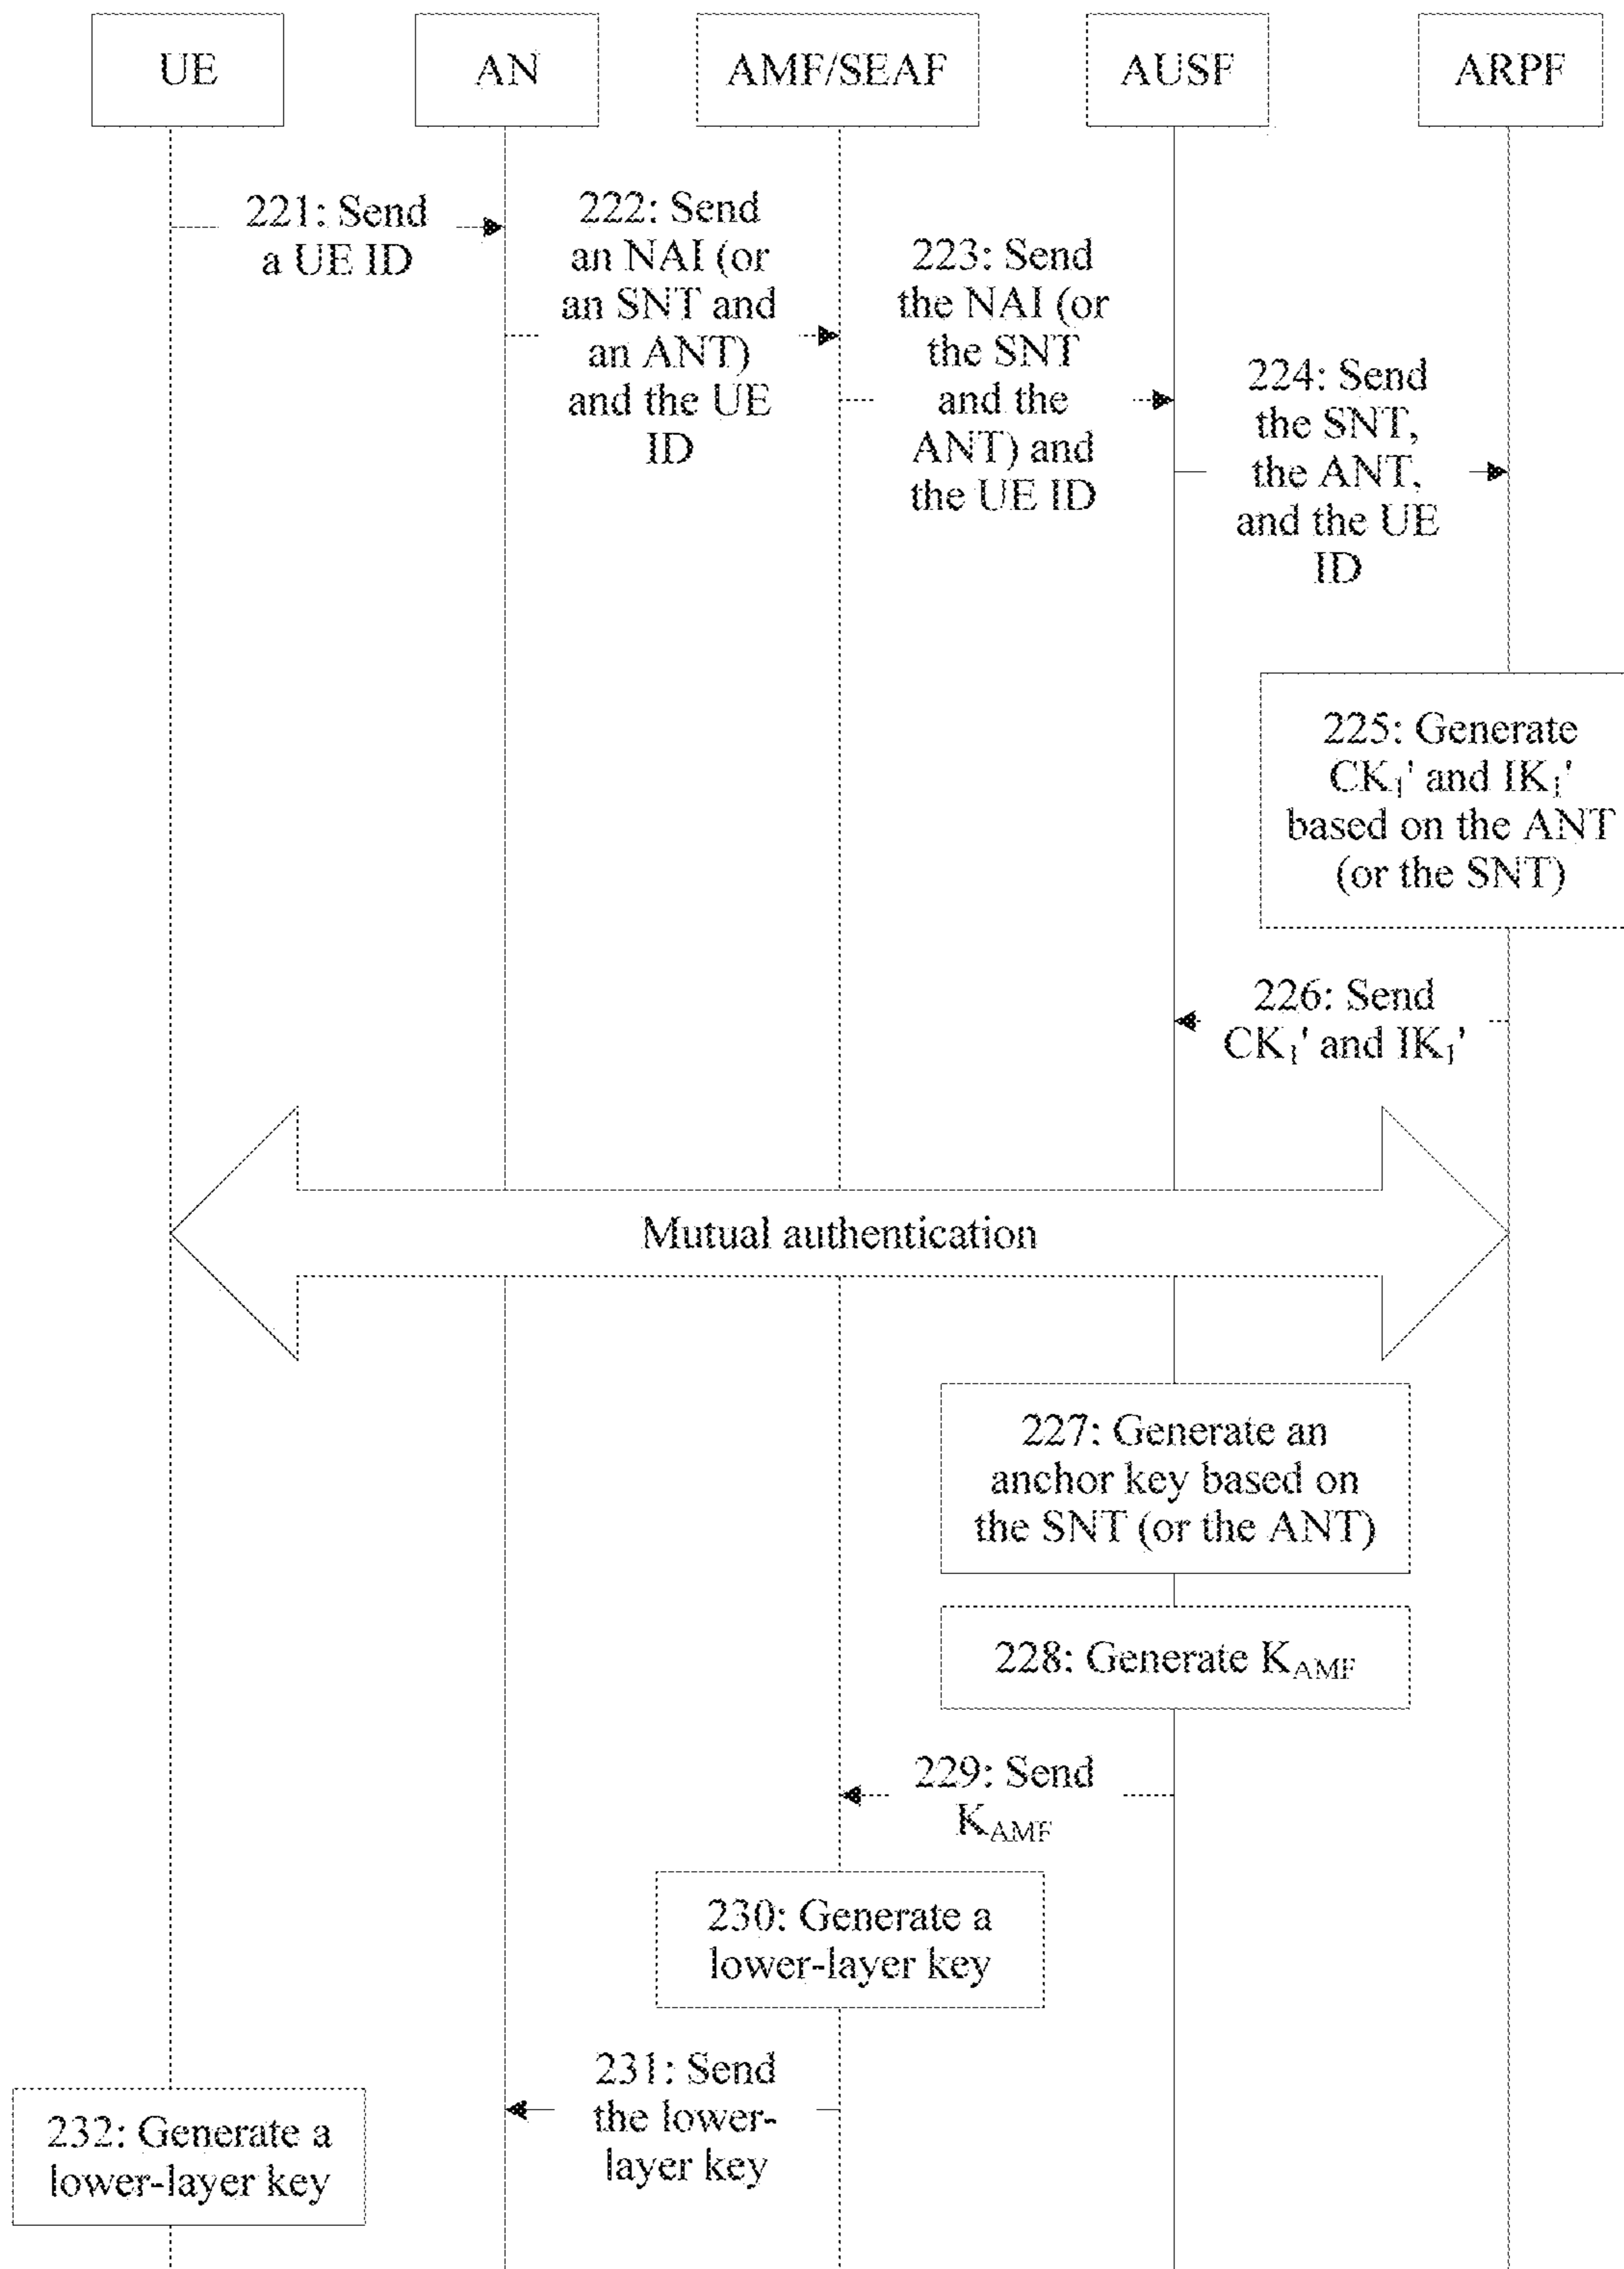 UE
AN
AMF/SEAF
AUSF
ARPF
221: Send
a UE ID
222: Send
an NAI (or
an SNT and
an ANT)
and the UE
ID
223: Send
the NAI (or
the SNT
and the
ANT) and
the UE ID
224: Send
the SNT,
the ANT,
and the UE
ID
225: Generate
CK₁' and IK₁'
based on the ANT
(or the SNT)
226: Send
CK₁' and IK₁'
Mutual authentication
227: Generate an
anchor key based on
the SNT (or the ANT)
228: Generate K_AMF
229: Send
K_AMF
230: Generate a
lower-layer key
231: Send
the lower-
layer key
232: Generate a
lower-layer key